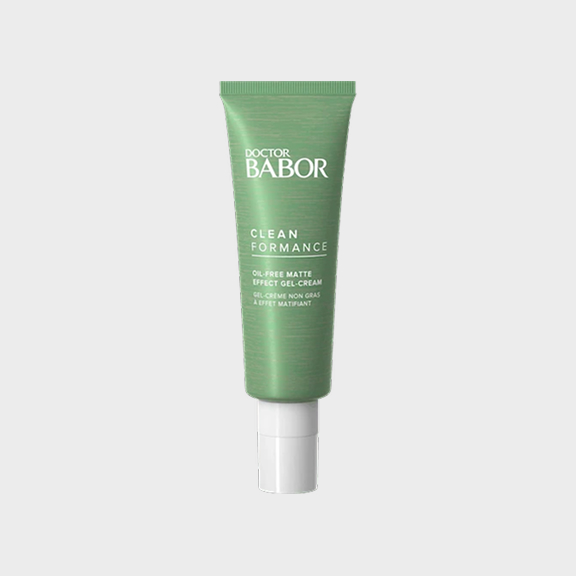 DOCTOR
BABOR
CLEAN
FORMANCE
OIL-FREE MATTE
EFFECT GEL-CREAM
GEL-CRÈME NON GRAS
À EFFET MATIFIANT